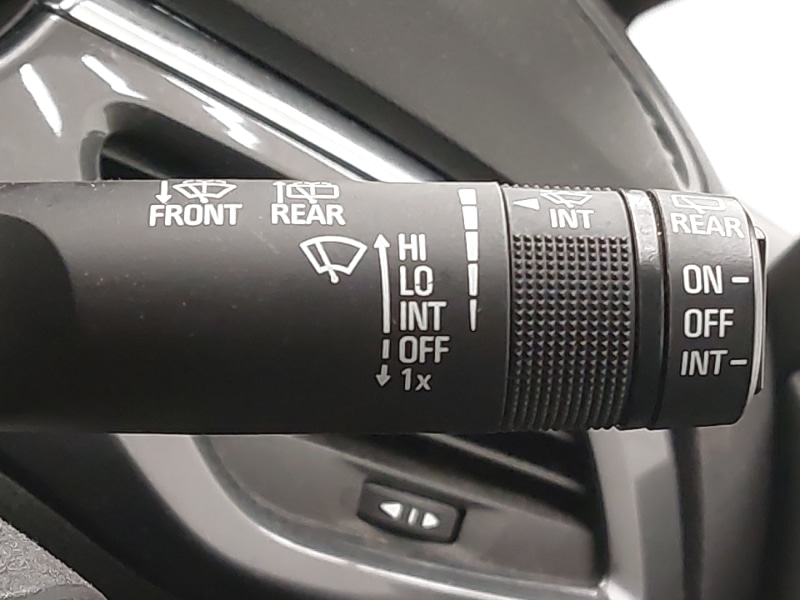 FRONT REAR
HI
LO
INT
OFF
1x
INT
REAR
ON
OFF
INT